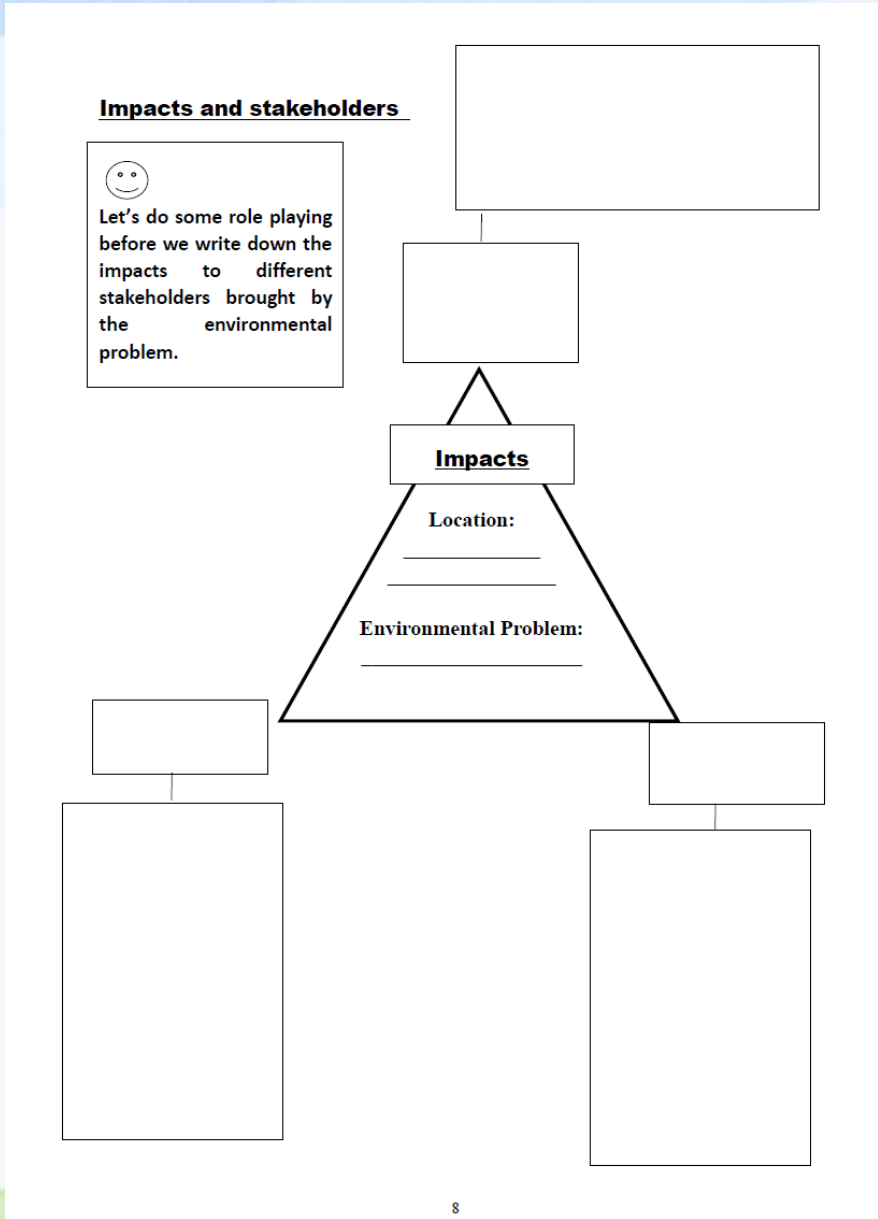 Impacts and stakeholders
Let's do some role playing
before we write down the
impacts to different
stakeholders brought by
the environmental
problem.
Impacts
Location:
Environmental Problem:
8